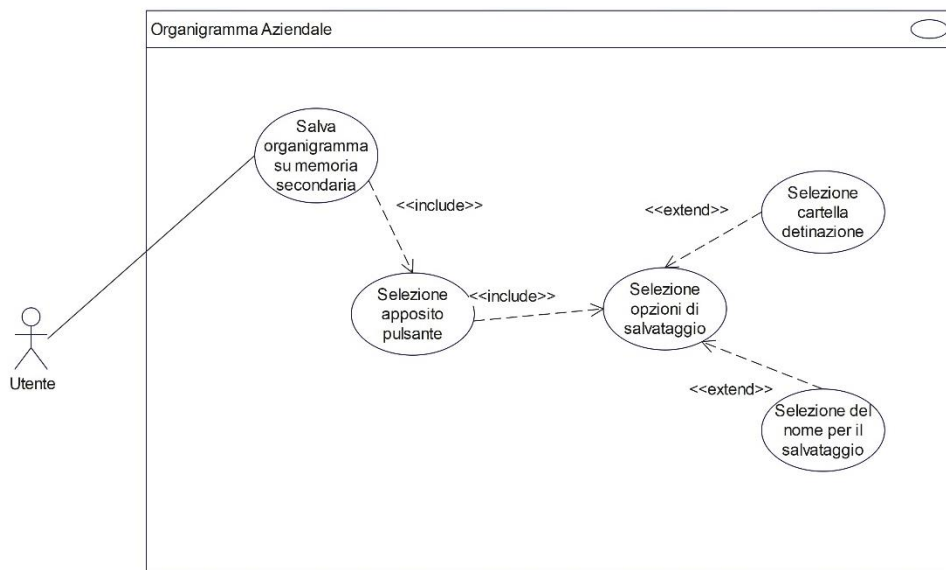 Organigramma Aziendale
Salva
organigramma
su memoria
secondaria
<<include>>
Selezione
cartella
detinazione
<<extend>>
Selezione
apposito
pulsante
<<include>>
Selezione
opzioni di
salvataggio
Utente
<<extend>>
Selezione del
nome per il
salvataggio